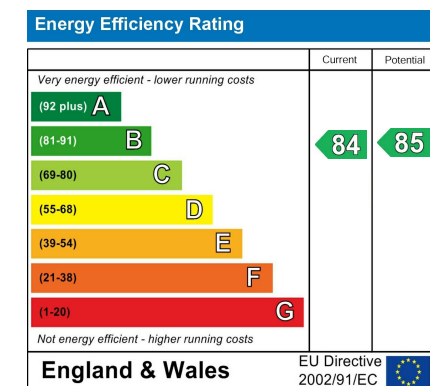 Energy Efficiency Rating
Current Potential
Very energy efficient - lower running costs
(92 plus) A
(81-91) B
84 85
(69-80) C
(55-68) D
(39-54) E
(21-38) F
(1-20) G
Not energy efficient - higher running costs
England & Wales
EU Directive
2002/91/EC